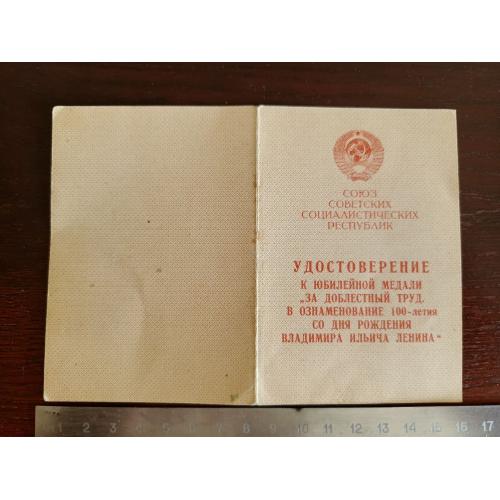 СОЮЗ
СОВЕТСКИХ
СОЦИАЛИСТИЧЕСКИХ
РЕСПУБЛИК
УДОСТОВЕРЕНИЕ
К ЮБИЛЕЙНОЙ МЕДАЛИ
„ЗА ДОБЛЕСТНЫЙ ТРУД.
В ОЗНАМЕНОВАНИЕ 100-летия
СО ДНЯ РОЖДЕНИЯ
ВЛАДИМИРА ИЛЬИЧА ЛЕНИНА“
1 2 3 4 5 6 7 8 9 10 11 12 13 14 15 16 17